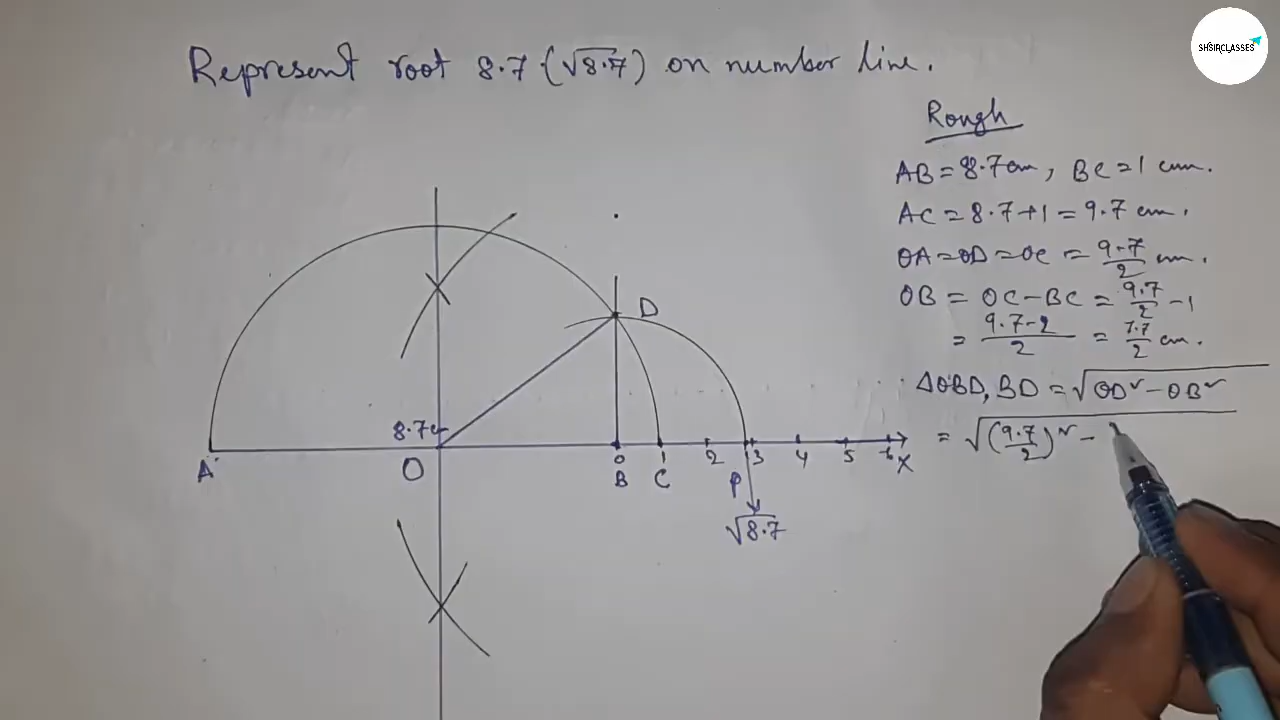 SHSIRCLASSES
Represent root 8.7 (√8.7) on number line.
Rough
AB = 8.7 cm, BC = 1 cm.
AC = 8.7 + 1 = 9.7 cm.
OA = OD = OC = 9.7/2 cm.
OB = OC - BC = 9.7/2 - 1
= 9.7-2/2 = 7.7/2 cm.
ΔOBD, BD = √OD² - OB²
= √(9.7/2)² -
D
8.7c
A O
0 1 2 3 4 5 6 X
B C P
√8.7